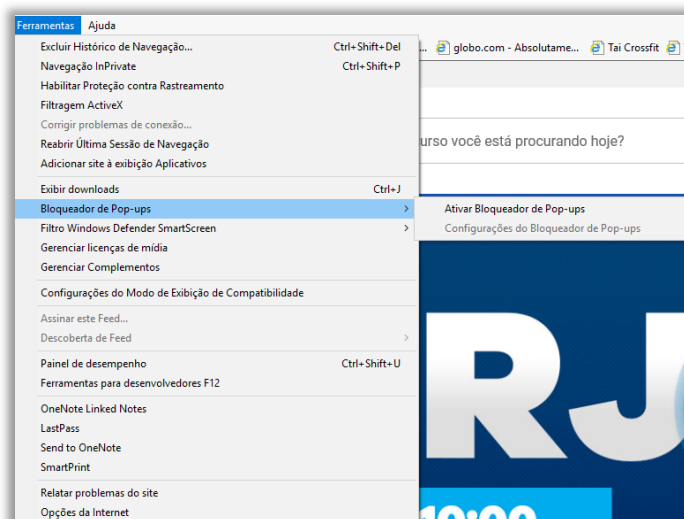 Ferramentas Ajuda
Excluir Histórico de Navegação... Ctrl+Shift+Del
... globo.com - Absolutame... Tai Crossfit
Navegação InPrivate Ctrl+Shift+P
Habilitar Proteção contra Rastreamento
Filtragem ActiveX
Corrigir problemas de conexão...
urso você está procurando hoje?
Reabrir Última Sessão de Navegação
Adicionar site à exibição Aplicativos
Exibir downloads Ctrl+J
Bloqueador de Pop-ups >
Ativar Bloqueador de Pop-ups
Filtro Windows Defender SmartScreen >
Configurações do Bloqueador de Pop-ups
Gerenciar licenças de mídia
Gerenciar Complementos
Configurações do Modo de Exibição de Compatibilidade
Assinar este Feed...
Descoberta de Feed >
Painel de desempenho Ctrl+Shift+U
Ferramentas para desenvolvedores F12
RJ
OneNote Linked Notes
LastPass
Send to OneNote
SmartPrint
Relatar problemas do site
Opções da Internet